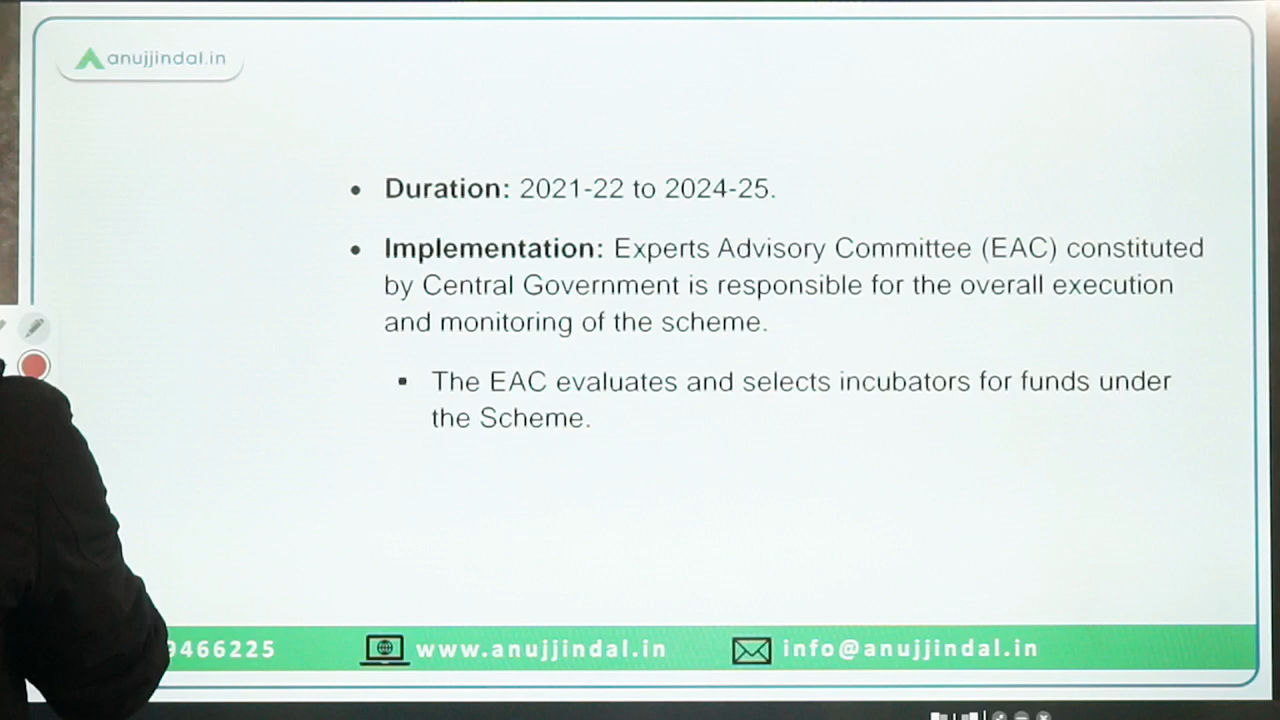 anujjindal.in
• Duration: 2021-22 to 2024-25.
• Implementation: Experts Advisory Committee (EAC) constituted
by Central Government is responsible for the overall execution
and monitoring of the scheme.
▪ The EAC evaluates and selects incubators for funds under
the Scheme.
9466225 www.anujjindal.in info@anujjindal.in